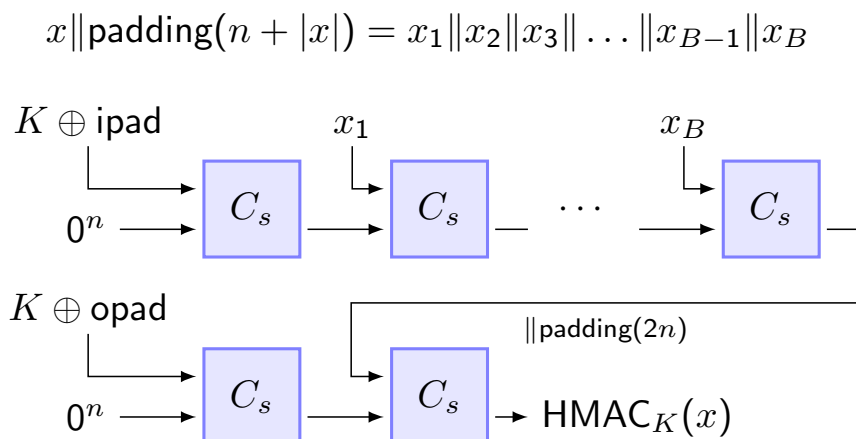 x∥padding(n + |x|) = x₁∥x₂∥x₃∥ … ∥x_{B−1}∥x_B
K ⊕ ipad x₁ x_B
0ⁿ C_s C_s ⋯ C_s
K ⊕ opad ∥padding(2n)
0ⁿ C_s C_s HMAC_K(x)